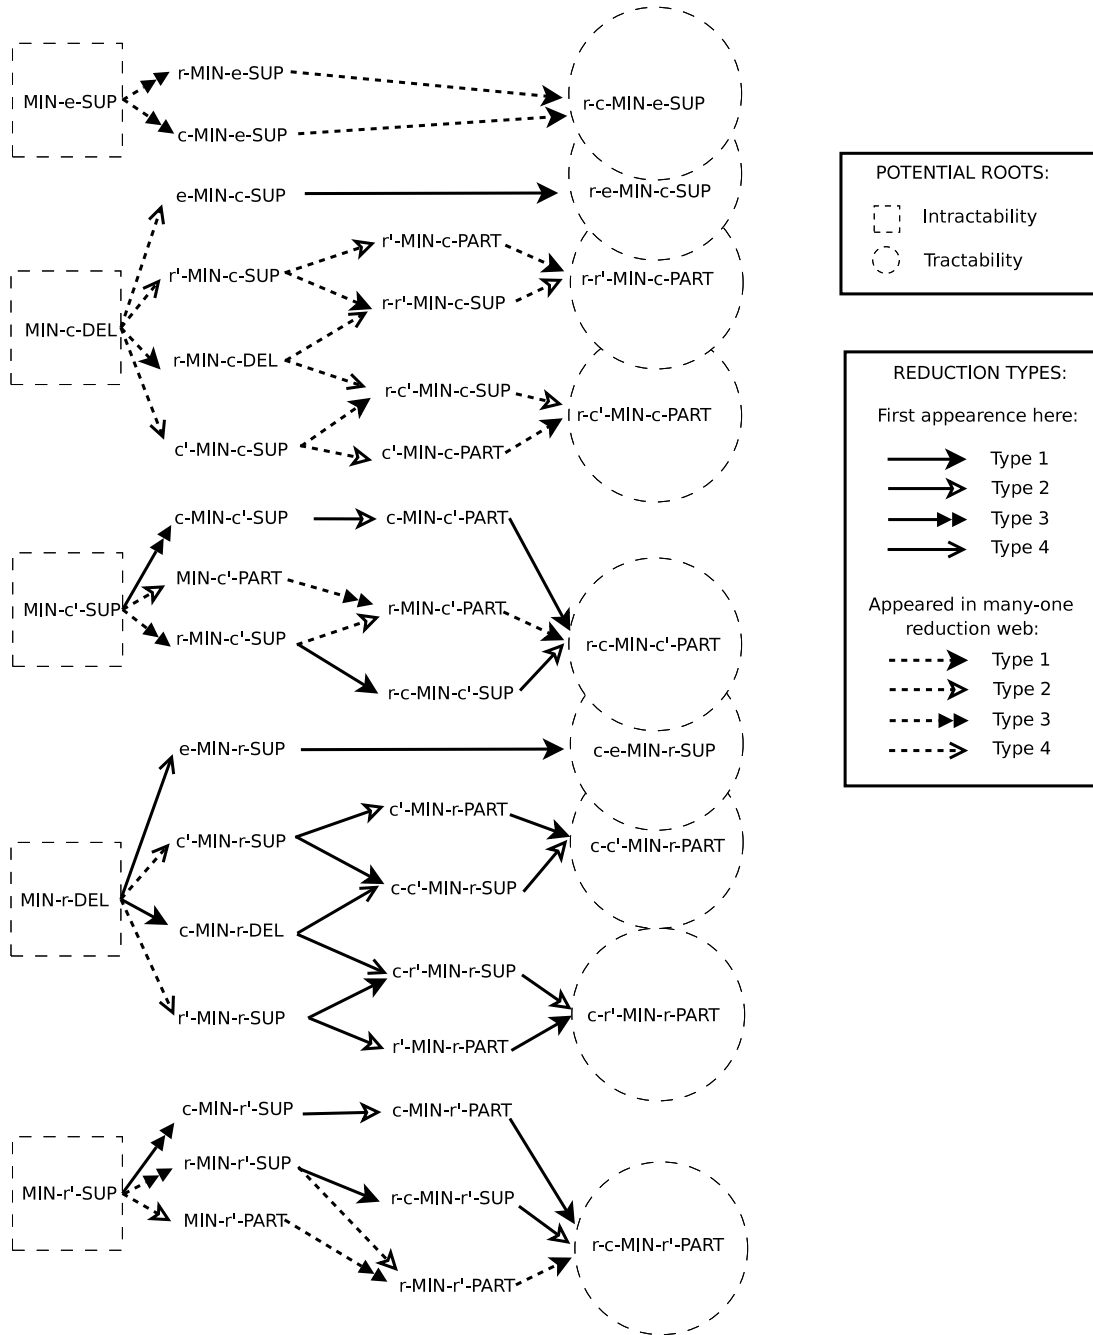 r-MIN-e-SUP
MIN-e-SUP
r-c-MIN-e-SUP
c-MIN-e-SUP
e-MIN-c-SUP
r-e-MIN-c-SUP
r'-MIN-c-PART
r'-MIN-c-SUP
r-r'-MIN-c-PART
r-r'-MIN-c-SUP
MIN-c-DEL
r-MIN-c-DEL
r-c'-MIN-c-SUP
r-c'-MIN-c-PART
c'-MIN-c-SUP
c'-MIN-c-PART
c-MIN-c'-SUP
c-MIN-c'-PART
MIN-c'-PART
MIN-c'-SUP
r-MIN-c'-PART
r-MIN-c'-SUP
r-c-MIN-c'-PART
r-c-MIN-c'-SUP
e-MIN-r-SUP
c-e-MIN-r-SUP
c'-MIN-r-PART
c'-MIN-r-SUP
c-c'-MIN-r-PART
c-c'-MIN-r-SUP
MIN-r-DEL
c-MIN-r-DEL
c-r'-MIN-r-SUP
r'-MIN-r-SUP
c-r'-MIN-r-PART
r'-MIN-r-PART
c-MIN-r'-SUP
c-MIN-r'-PART
r-MIN-r'-SUP
MIN-r'-SUP
r-c-MIN-r'-SUP
MIN-r'-PART
r-c-MIN-r'-PART
r-MIN-r'-PART
POTENTIAL ROOTS:
Intractability
Tractability
REDUCTION TYPES:
First appearence here:
Type 1
Type 2
Type 3
Type 4
Appeared in many-one
reduction web:
Type 1
Type 2
Type 3
Type 4